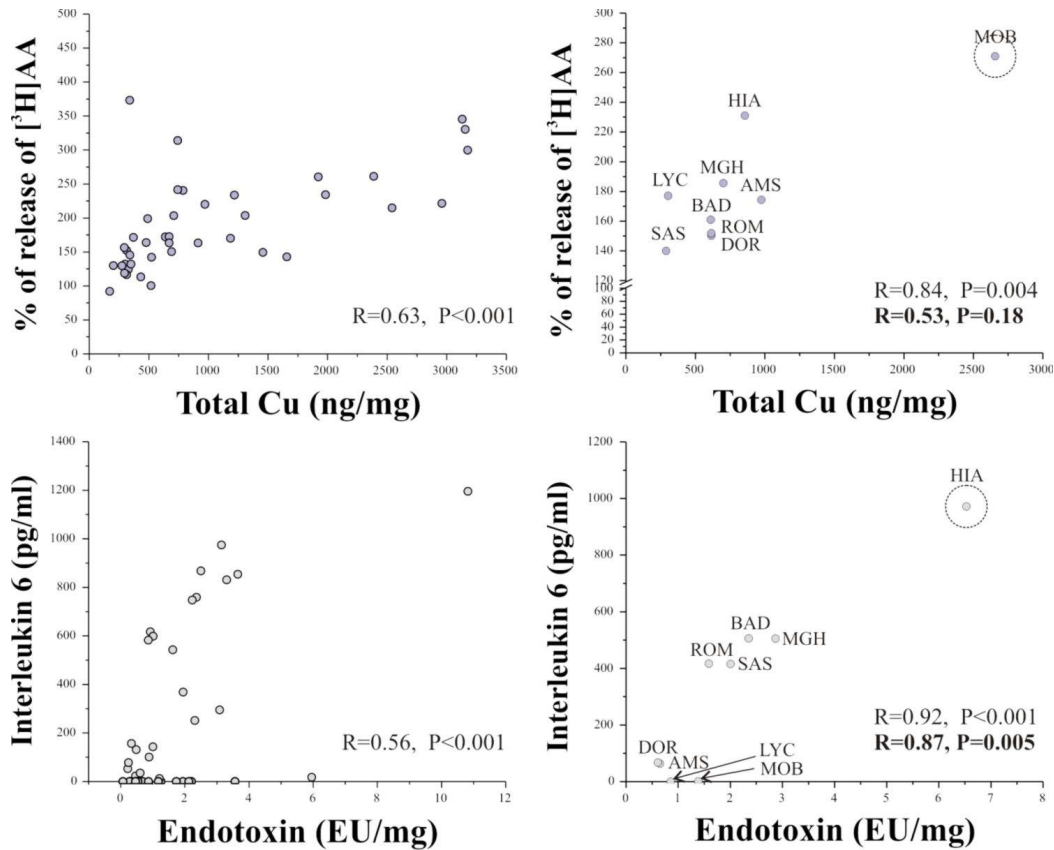 % of release of [³H]AA
500
450
400
350
300
250
200
150
100
50
0
R=0.63, P<0.001
0 500 1000 1500 2000 2500 3000 3500
Total Cu (ng/mg)
% of release of [³H]AA
300
280
260
240
220
200
180
160
140
120
100
80
60
40
20
0
MOB
HIA
MGH
LYC
AMS
BAD
ROM
SAS
DOR
R=0.84, P=0.004
R=0.53, P=0.18
0 500 1000 1500 2000 2500 3000
Total Cu (ng/mg)
Interleukin 6 (pg/ml)
1400
1200
1000
800
600
400
200
0
R=0.56, P<0.001
0 2 4 6 8 10 12
Endotoxin (EU/mg)
Interleukin 6 (pg/ml)
1200
1000
800
600
400
200
0
HIA
BAD
MGH
ROM
SAS
R=0.92, P<0.001
R=0.87, P=0.005
DOR
AMS
LYC
MOB
0 1 2 3 4 5 6 7 8
Endotoxin (EU/mg)